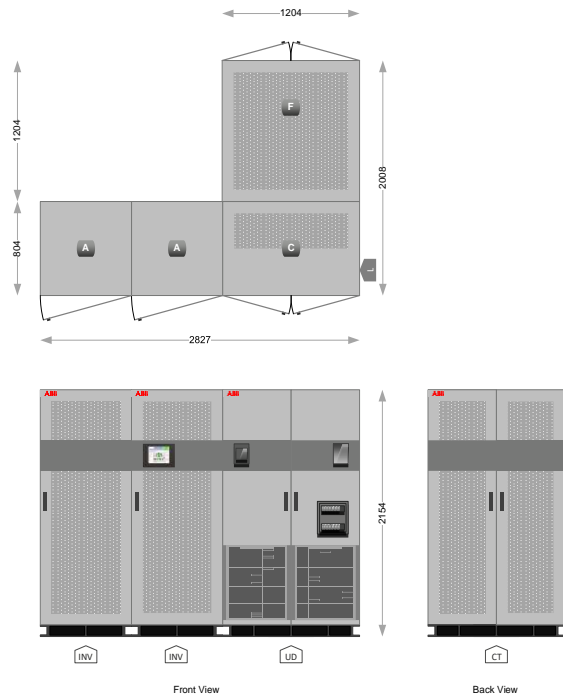 1204
F
1204
2008
804
A
A
C
L
2827
ABB
ABB
ABB
ABB
2154
INV
INV
UD
CT
Front View
Back View